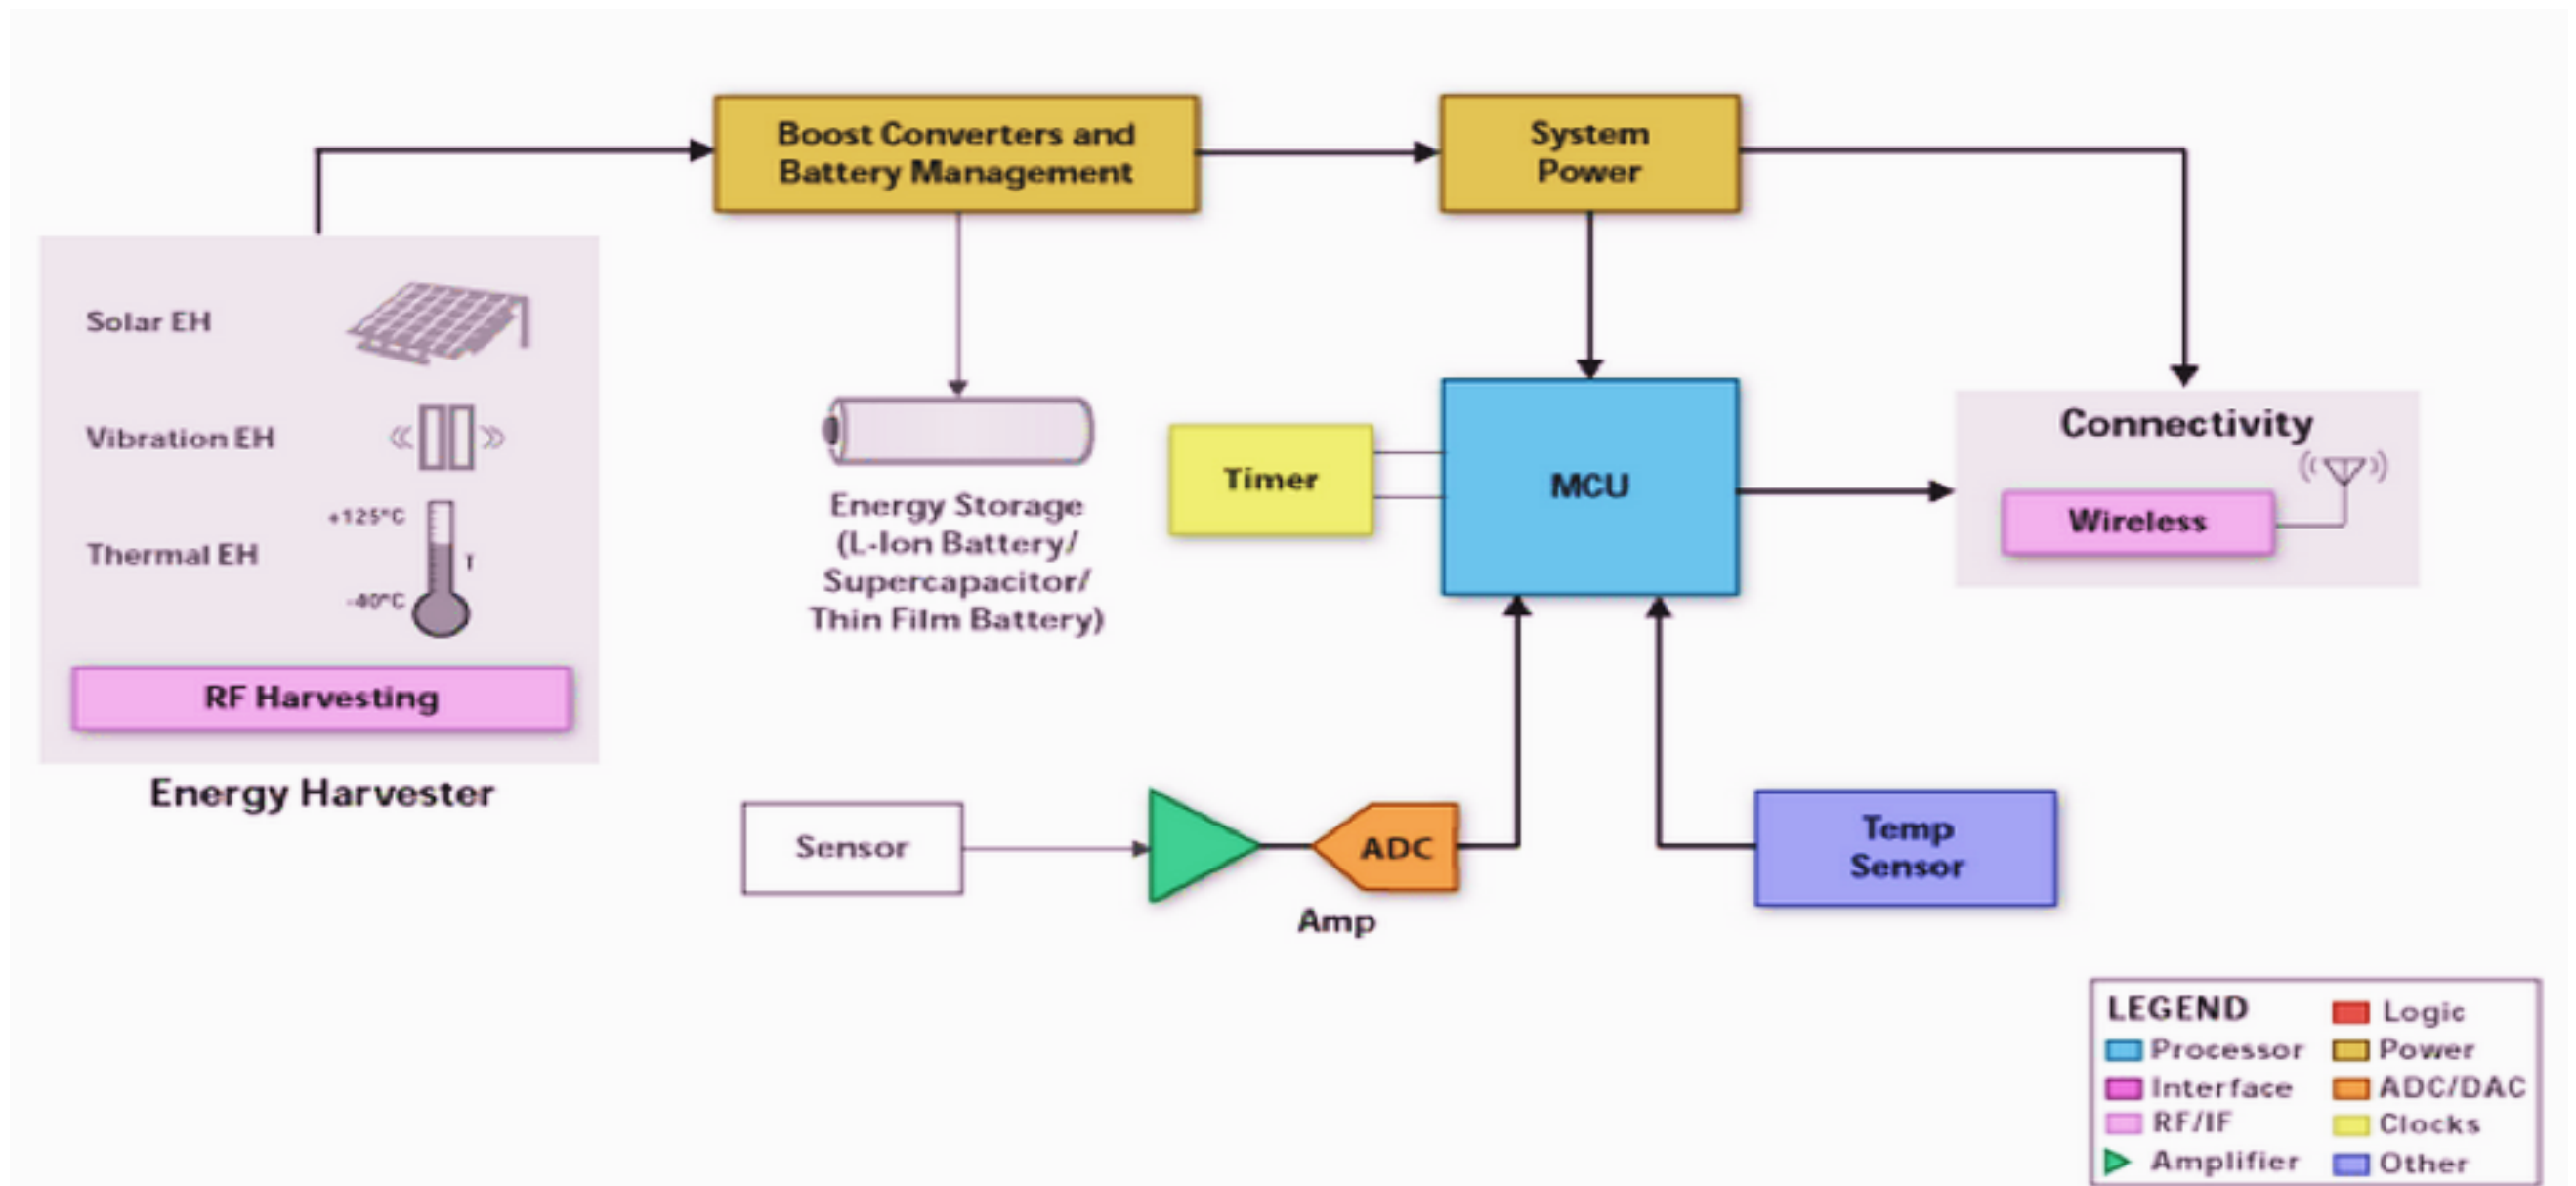 Boost Converters and
Battery Management
System
Power
Solar EH
Vibration EH
+125°C
Thermal EH
T
-40°C
RF Harvesting
Energy Harvester
Energy Storage
(L-Ion Battery/
Supercapacitor/
Thin Film Battery)
Timer
MCU
Connectivity
Wireless
Sensor
ADC
Amp
Temp
Sensor
LEGEND
Processor
Interface
RF/IF
Amplifier
Logic
Power
ADC/DAC
Clocks
Other